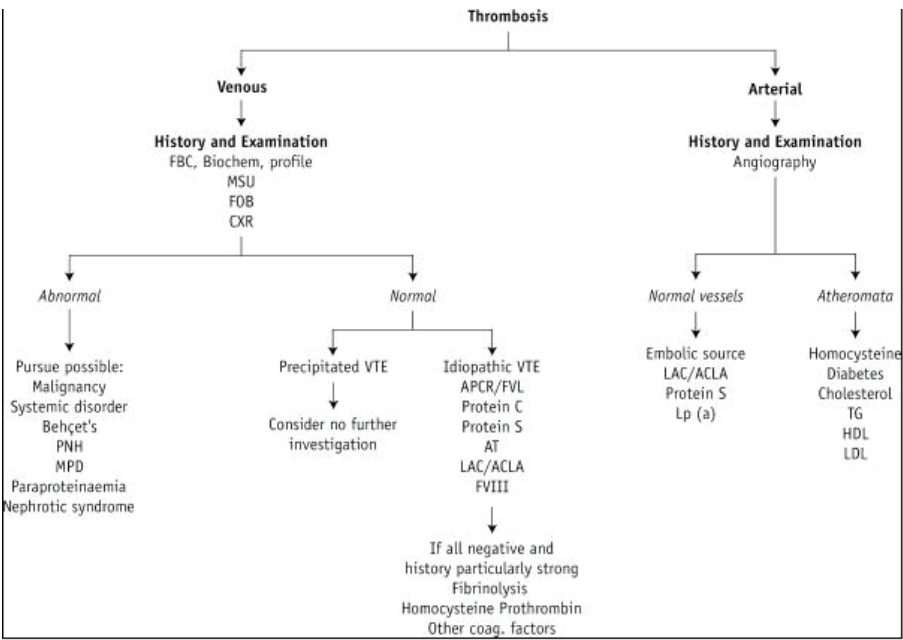 Thrombosis
Venous
History and Examination
FBC, Biochem, profile
MSU
FOB
CXR
Abnormal
Pursue possible:
Malignancy
Systemic disorder
Behçet's
PNH
MPD
Paraproteinaemia
Nephrotic syndrome
Normal
Precipitated VTE
Consider no further
investigation
Idiopathic VTE
APCR/FVL
Protein C
Protein S
AT
LAC/ACLA
FVIII
If all negative and
history particularly strong
Fibrinolysis
Homocysteine Prothrombin
Other coag. factors
Arterial
History and Examination
Angiography
Normal vessels
Embolic source
LAC/ACLA
Protein S
Lp (a)
Atheromata
Homocysteine
Diabetes
Cholesterol
TG
HDL
LDL